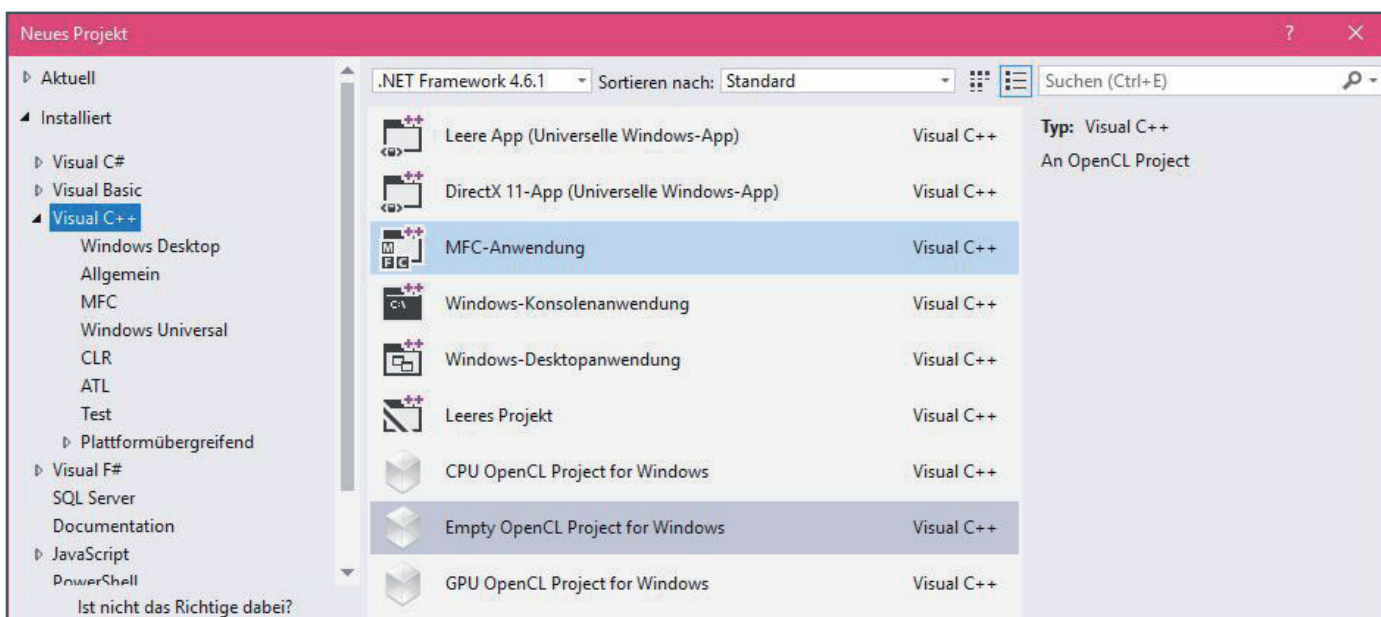 Neues Projekt
Aktuell
Installiert
Visual C#
Visual Basic
Visual C++
Windows Desktop
Allgemein
MFC
Windows Universal
CLR
ATL
Test
Plattformübergreifend
Visual F#
SQL Server
Documentation
JavaScript
PowerShell
Ist nicht das Richtige dabei?
.NET Framework 4.6.1 Sortieren nach: Standard
Leere App (Universelle Windows-App) Visual C++
DirectX 11-App (Universelle Windows-App) Visual C++
MFC-Anwendung Visual C++
Windows-Konsolenanwendung Visual C++
Windows-Desktopanwendung Visual C++
Leeres Projekt Visual C++
CPU OpenCL Project for Windows Visual C++
Empty OpenCL Project for Windows Visual C++
GPU OpenCL Project for Windows Visual C++
Suchen (Ctrl+E)
Typ: Visual C++
An OpenCL Project